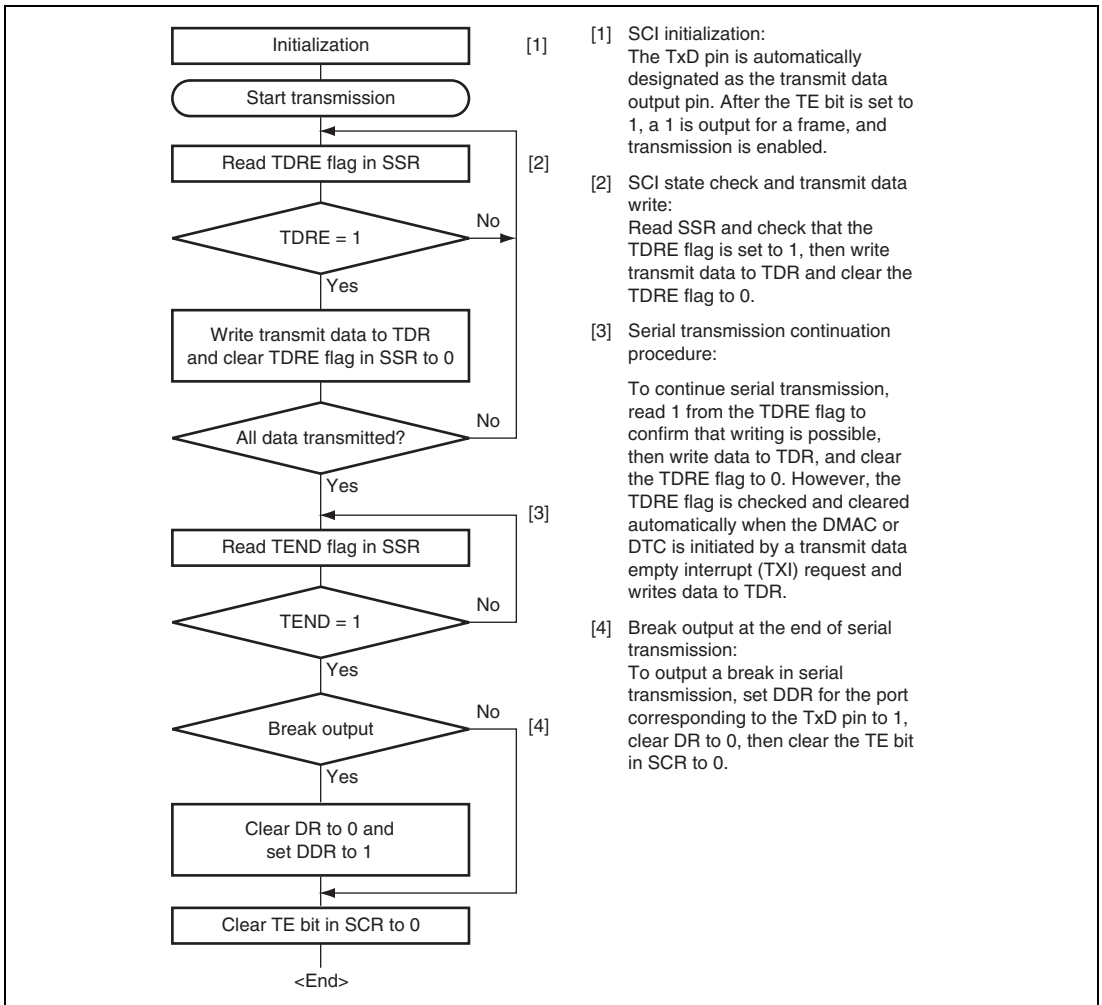 Initialization [1]
Start transmission
Read TDRE flag in SSR [2]
TDRE = 1
No
Yes
Write transmit data to TDR
and clear TDRE flag in SSR to 0
All data transmitted?
No
Yes
[3]
Read TEND flag in SSR
TEND = 1
No
Yes
Break output
No
[4]
Yes
Clear DR to 0 and
set DDR to 1
Clear TE bit in SCR to 0
<End>
[1] SCI initialization:
The TxD pin is automatically
designated as the transmit data
output pin. After the TE bit is set to
1, a 1 is output for a frame, and
transmission is enabled.
[2] SCI state check and transmit data
write:
Read SSR and check that the
TDRE flag is set to 1, then write
transmit data to TDR and clear the
TDRE flag to 0.
[3] Serial transmission continuation
procedure:
To continue serial transmission,
read 1 from the TDRE flag to
confirm that writing is possible,
then write data to TDR, and clear
the TDRE flag to 0. However, the
TDRE flag is checked and cleared
automatically when the DMAC or
DTC is initiated by a transmit data
empty interrupt (TXI) request and
writes data to TDR.
[4] Break output at the end of serial
transmission:
To output a break in serial
transmission, set DDR for the port
corresponding to the TxD pin to 1,
clear DR to 0, then clear the TE bit
in SCR to 0.